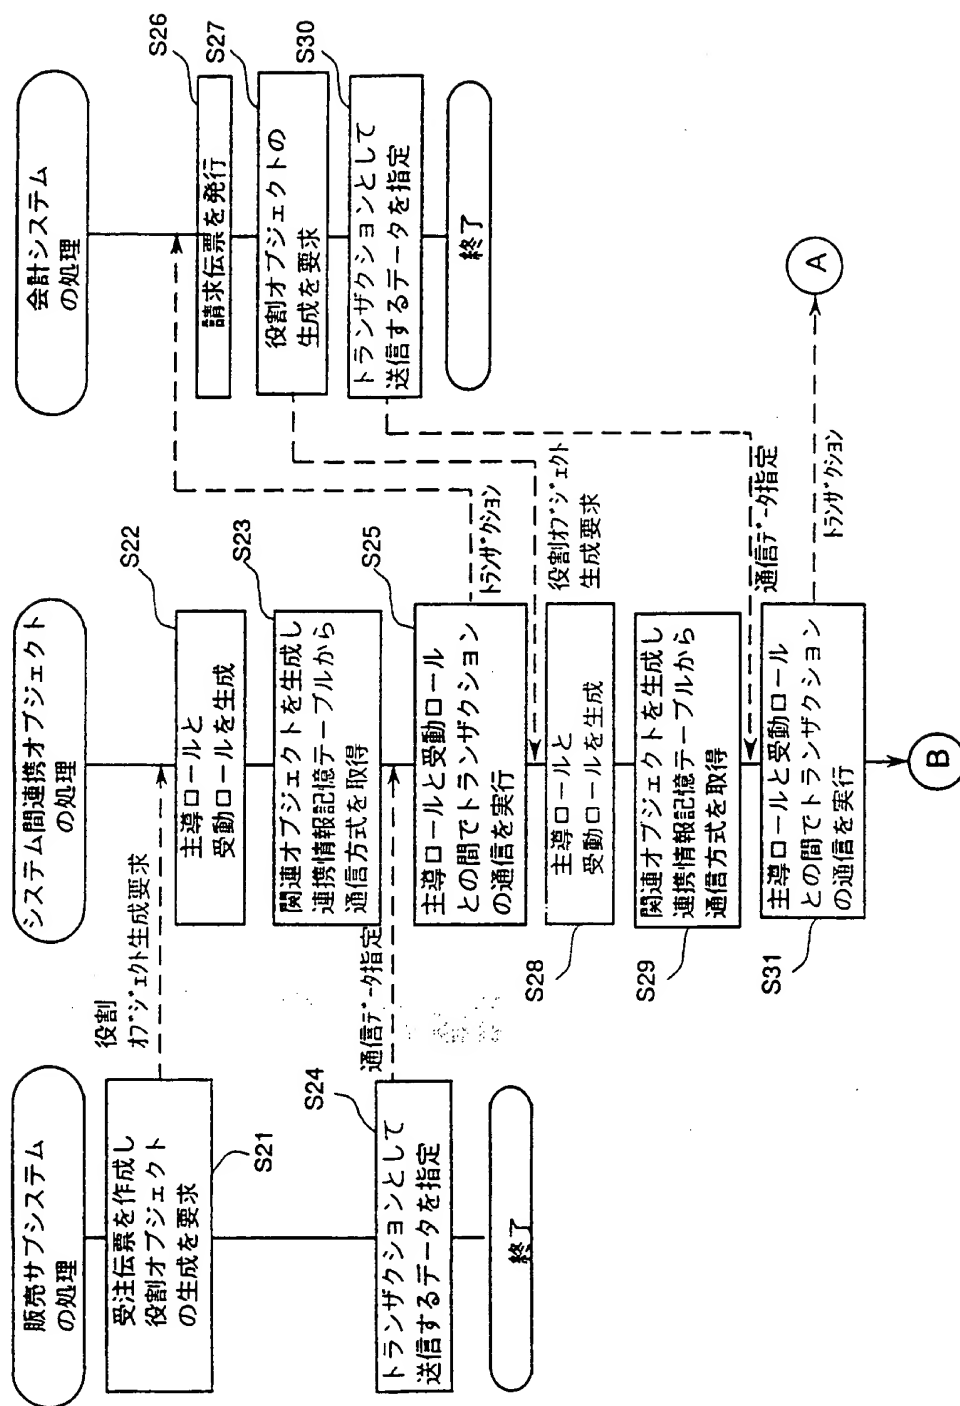 販売サブシステム
の処理
受注伝票を作成し
役割オブジェクト
の生成を要求
S21
役割
オブジェクト生成要求
トランザクションとして
送信するデータを指定
S24
通信データ指定
終了
システム間連携オブジェクト
の処理
主導ロールと
受動ロールを生成
S22
関連オブジェクトを生成し
連携情報記憶テーブルから
通信方式を取得
S23
主導ロールと受動ロール
との間でトランザクション
の通信を実行
S25
トランザクション
役割オブジェクト
生成要求
主導ロールと
受動ロールを生成
S28
関連オブジェクトを生成し
連携情報記憶テーブルから
通信方式を取得
S29
通信データ指定
主導ロールと受動ロール
との間でトランザクション
の通信を実行
S31
トランザクション
A
B
会計システム
の処理
請求伝票を発行
S26
役割オブジェクトの
生成を要求
S27
トランザクションとして
送信するデータを指定
S30
終了